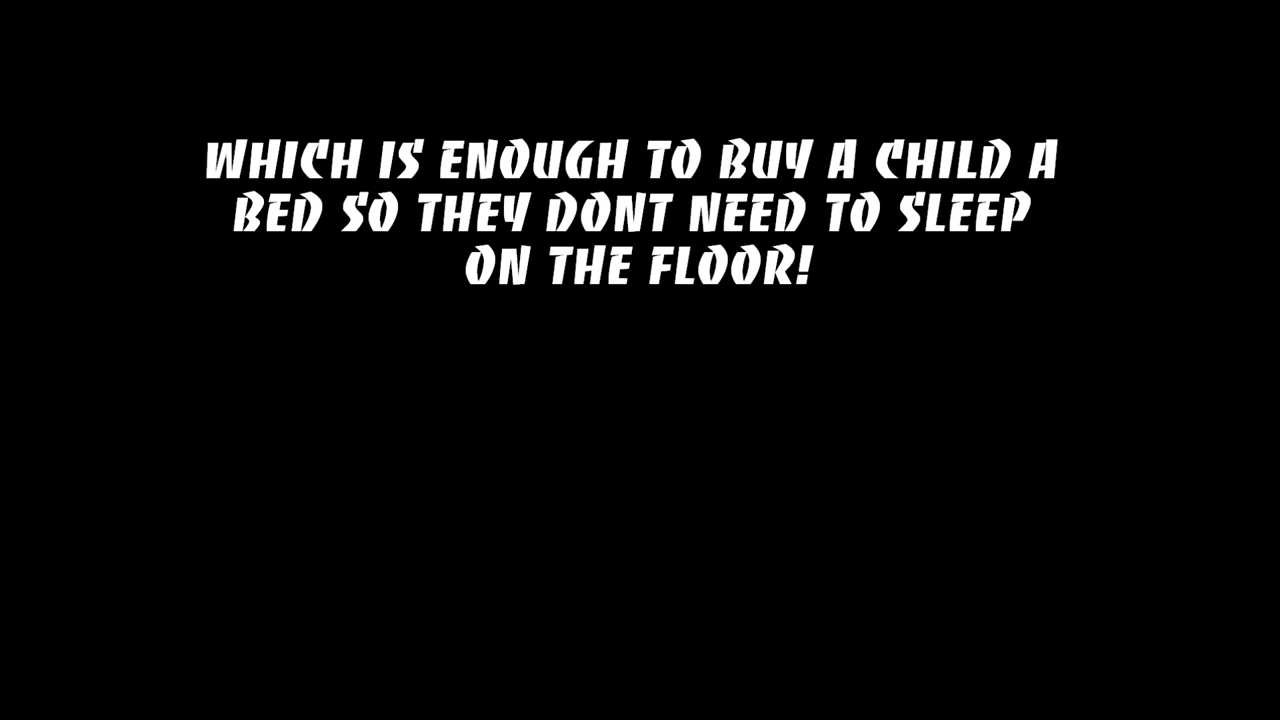 WHICH IS ENOUGH TO BUY A CHILD A
BED SO THEY DONT NEED TO SLEEP
ON THE FLOOR!